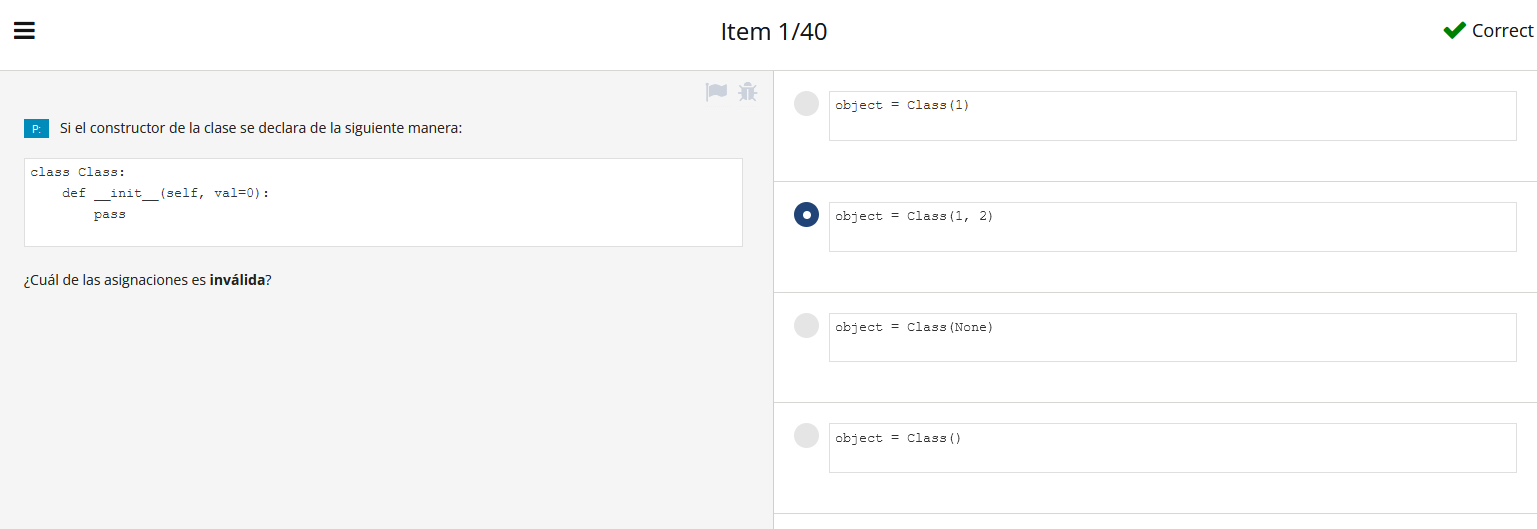 Item 1/40
Correct
P:
Si el constructor de la clase se declara de la siguiente manera:
class Class:
    def __init__(self, val=0):
        pass
¿Cuál de las asignaciones es inválida?
object = Class(1)
object = Class(1, 2)
object = Class(None)
object = Class()